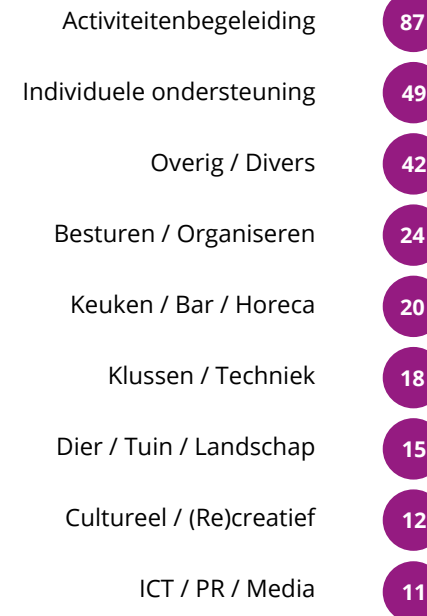 Activiteitenbegeleiding 87
Individuele ondersteuning 49
Overig / Divers 42
Besturen / Organiseren 24
Keuken / Bar / Horeca 20
Klussen / Techniek 18
Dier / Tuin / Landschap 15
Cultureel / (Re)creatief 12
ICT / PR / Media 11